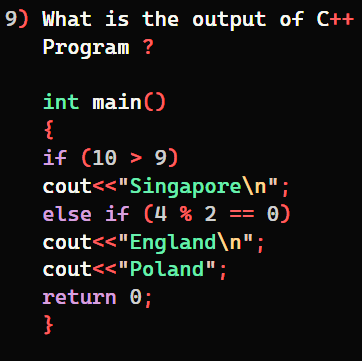 9) What is the output of C++
Program ?
int main()
{
if (10 > 9)
cout<<"Singapore\n";
else if (4 % 2 == 0)
cout<<"England\n";
cout<<"Poland";
return 0;
}